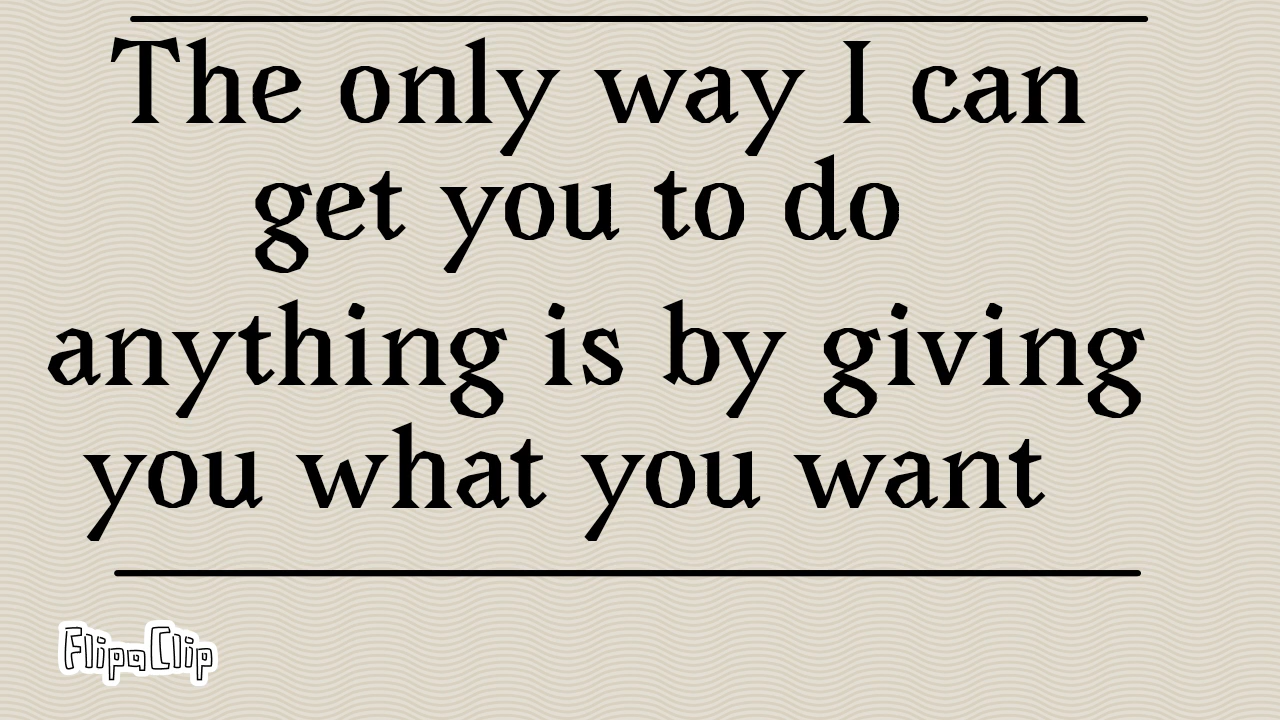 The only way I can
get you to do
anything is by giving
you what you want
FlipaClip